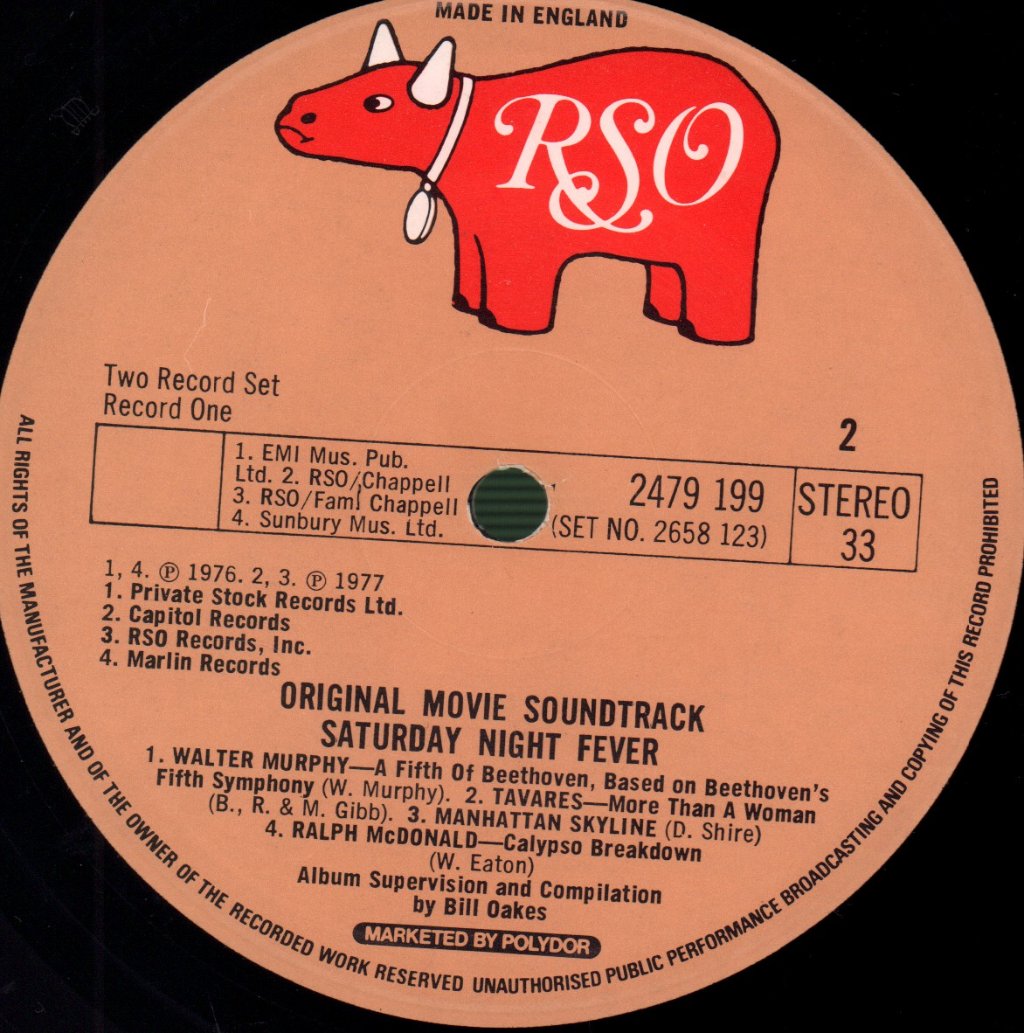 MADE IN ENGLAND
RSO
Two Record Set
Record One
2
1. EMI Mus. Pub.
Ltd. 2. RSO/Chappell
3. RSO/Faml Chappell
4. Sunbury Mus. Ltd.
2479 199
(SET NO. 2658 123)
STEREO
33
1, 4. ℗ 1976. 2, 3. ℗ 1977
1. Private Stock Records Ltd.
2. Capitol Records
3. RSO Records, Inc.
4. Marlin Records
ORIGINAL MOVIE SOUNDTRACK
SATURDAY NIGHT FEVER
1. WALTER MURPHY—A Fifth Of Beethoven, Based on Beethoven's
Fifth Symphony (W. Murphy). 2. TAVARES—More Than A Woman
(B., R. & M. Gibb). 3. MANHATTAN SKYLINE (D. Shire)
4. RALPH McDONALD—Calypso Breakdown
(W. Eaton)
Album Supervision and Compilation
by Bill Oakes
MARKETED BY POLYDOR
ALL RIGHTS OF THE MANUFACTURER AND OF THE OWNER OF THE RECORDED WORK RESERVED UNAUTHORISED PUBLIC PERFORMANCE BROADCASTING AND COPYING OF THIS RECORD PROHIBITED